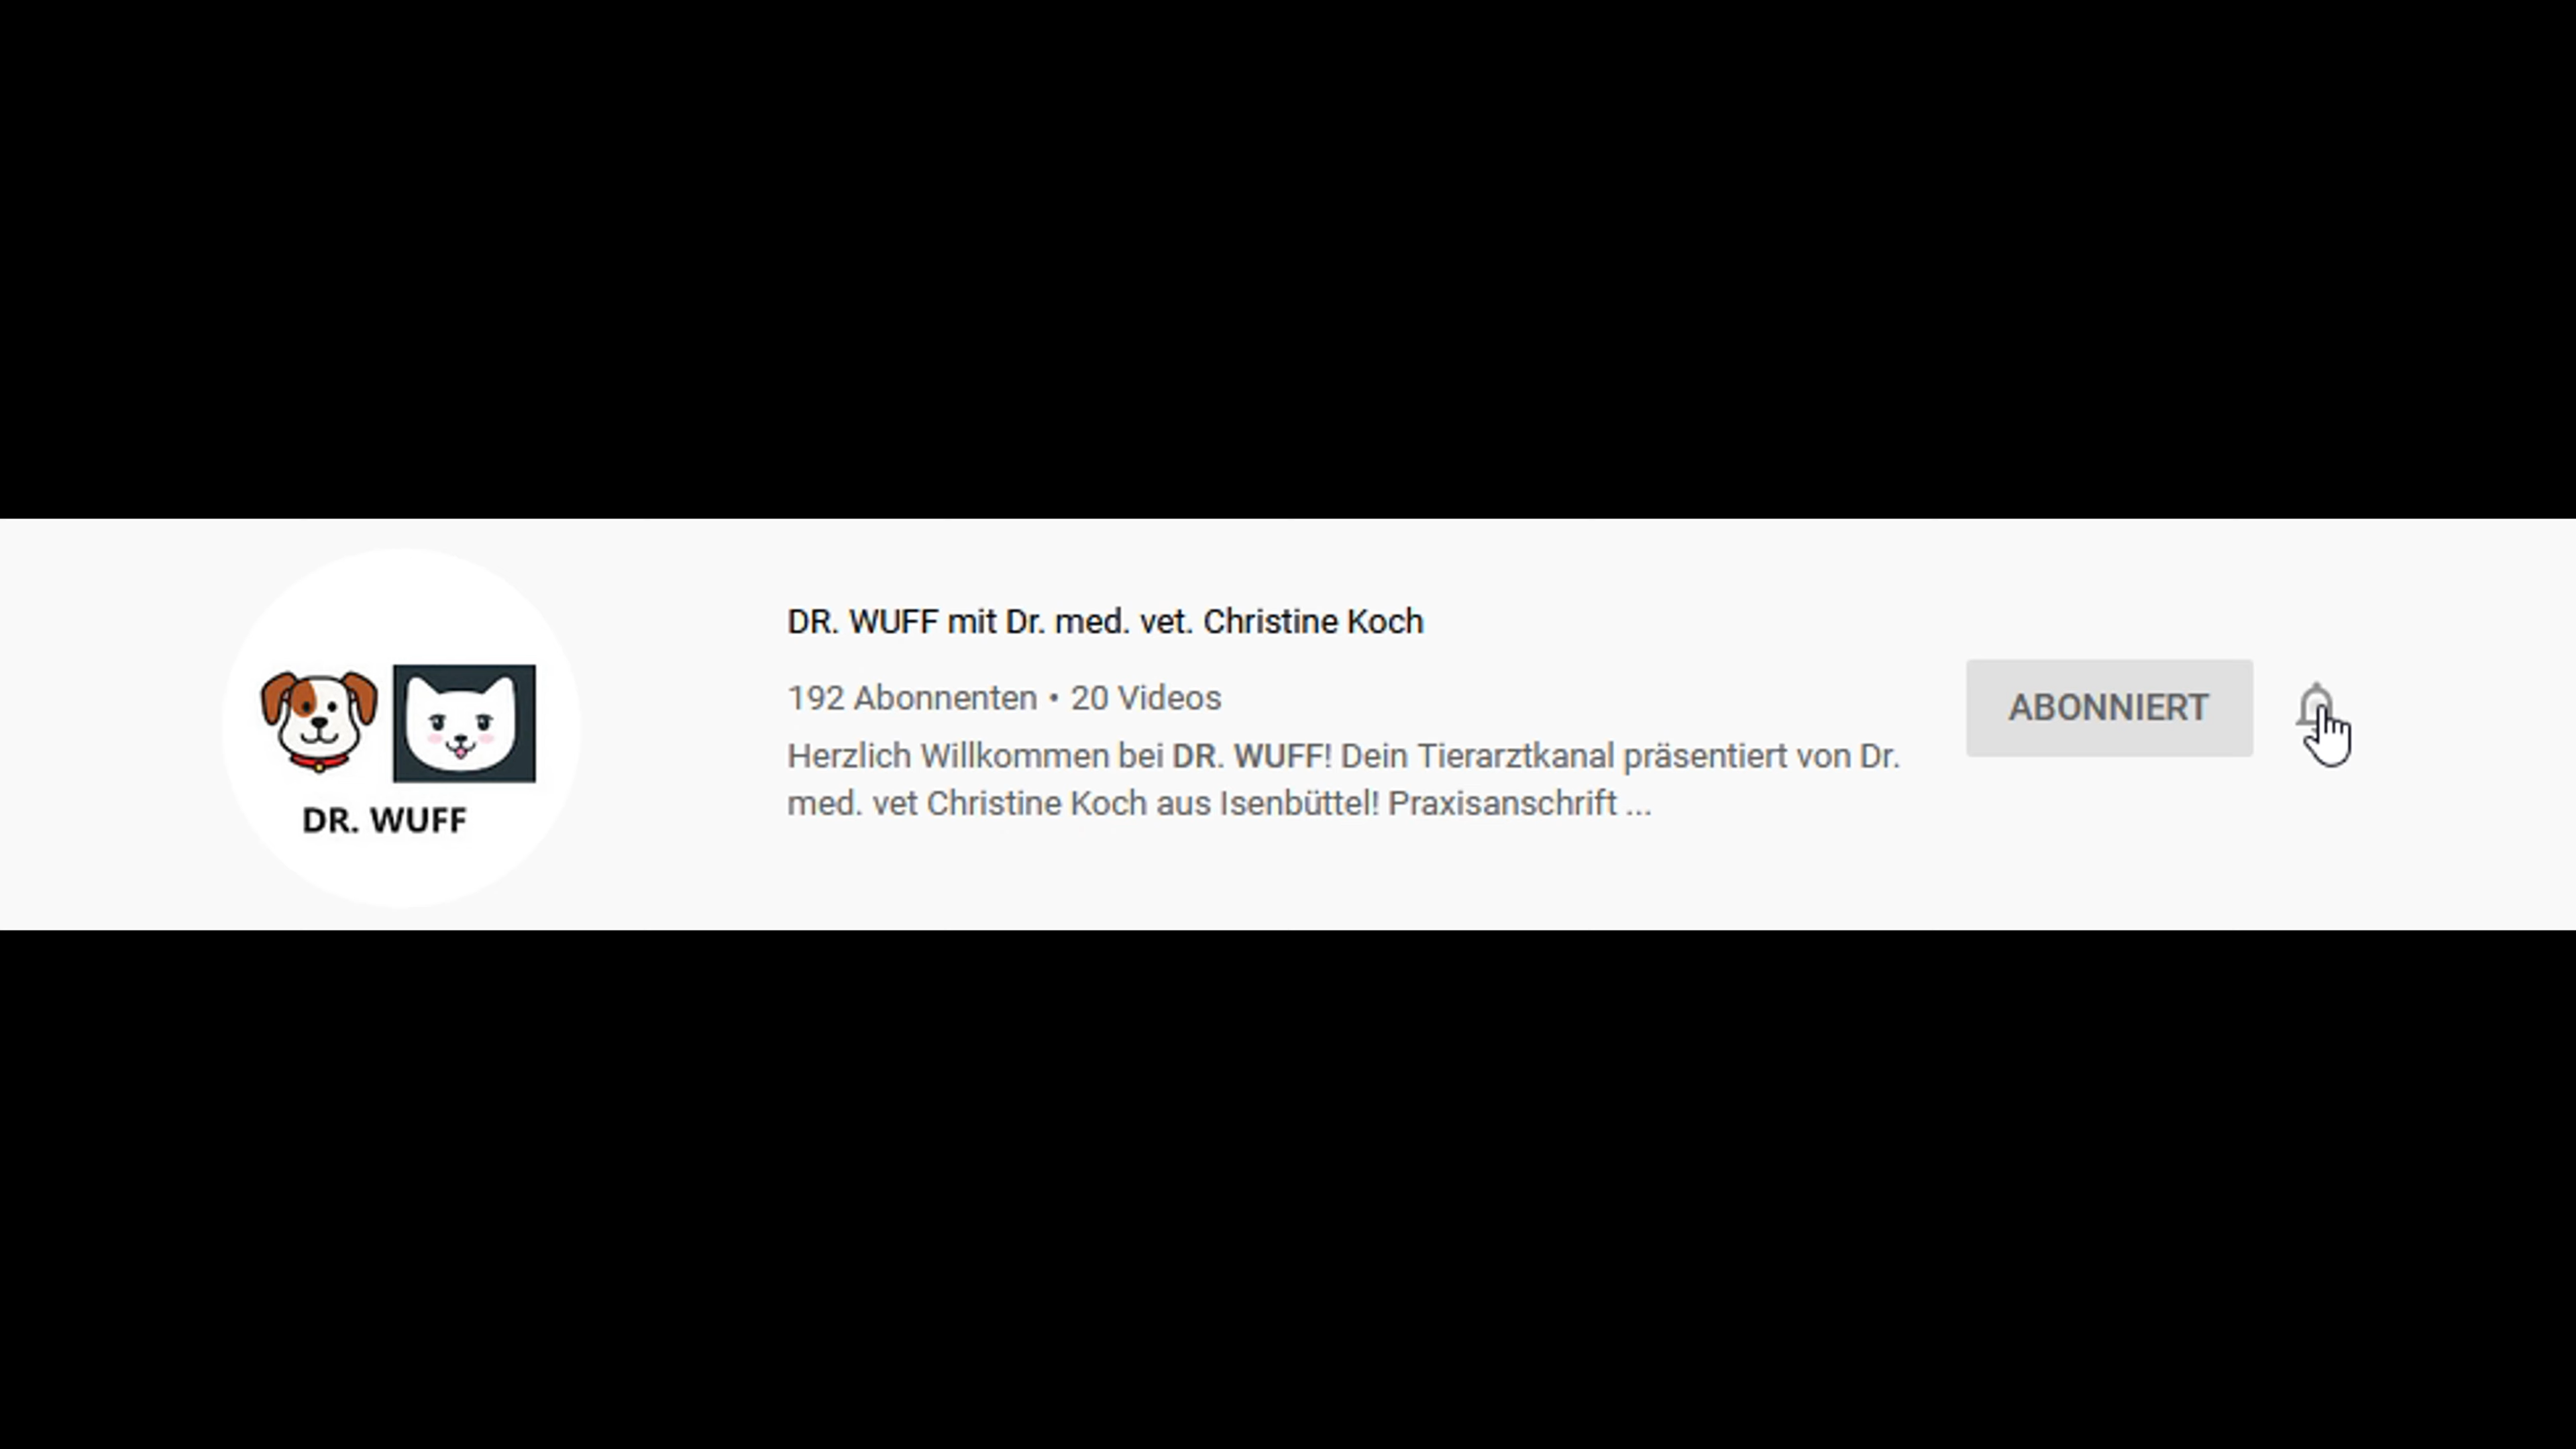 DR. WUFF
DR. WUFF mit Dr. med. vet. Christine Koch
192 Abonnenten • 20 Videos
Herzlich Willkommen bei DR. WUFF! Dein Tierarztkanal präsentiert von Dr.
med. vet Christine Koch aus Isenbüttel! Praxisanschrift ...
ABONNIERT